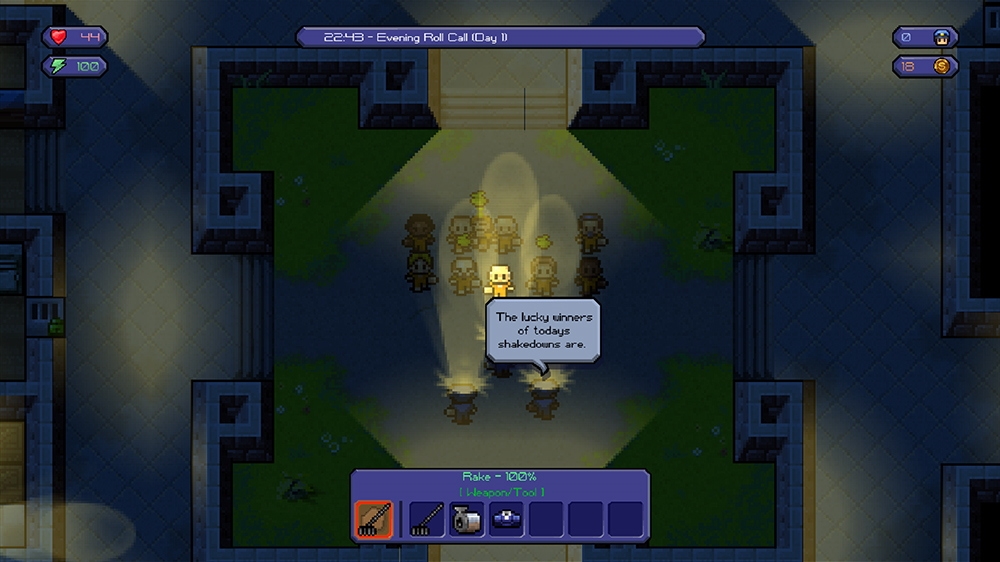 44
22:43 - Evening Roll Call (Day 1)
0
100
18
The lucky winners
of todays
shakedowns are.
Rake - 100%
[ Weapon/Tool ]